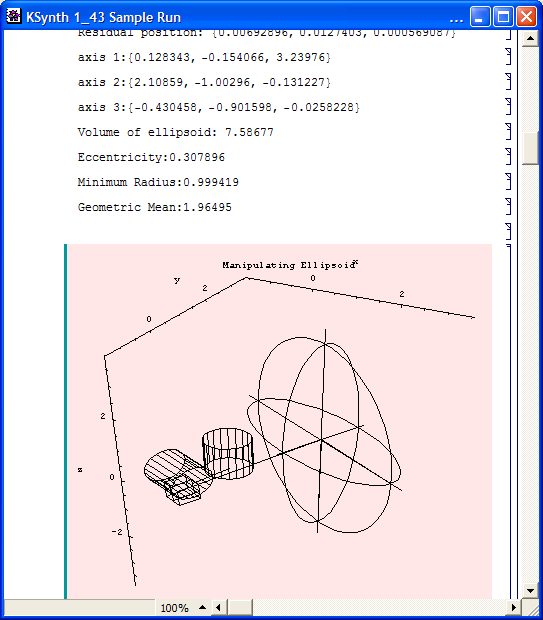 KSynth 1_43 Sample Run
...
Residual position: {0.00692896, 0.0127403, 0.000569087}
axis 1:{0.128343, -0.154066, 3.23976}
axis 2:{2.10859, -1.00296, -0.131227}
axis 3:{-0.430458, -0.901598, -0.0258228}
Volume of ellipsoid: 7.58677
Eccentricity:0.307896
Minimum Radius:0.999419
Geometric Mean:1.96495
Manipulating Ellipsoid
x
y
0
2
2
0
2
z
0
-2
100%